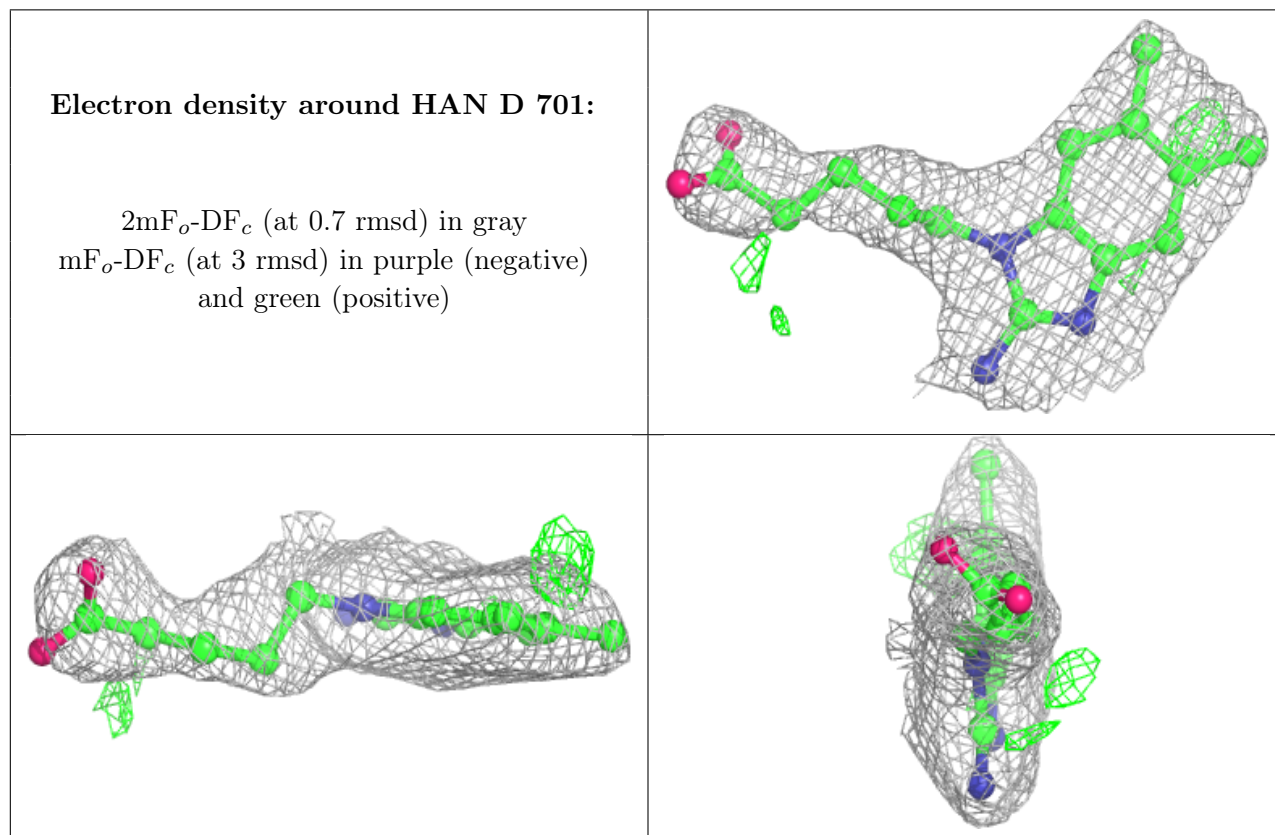 Electron density around HAN D 701:
2mFo-DFc (at 0.7 rmsd) in gray
mFo-DFc (at 3 rmsd) in purple (negative)
and green (positive)